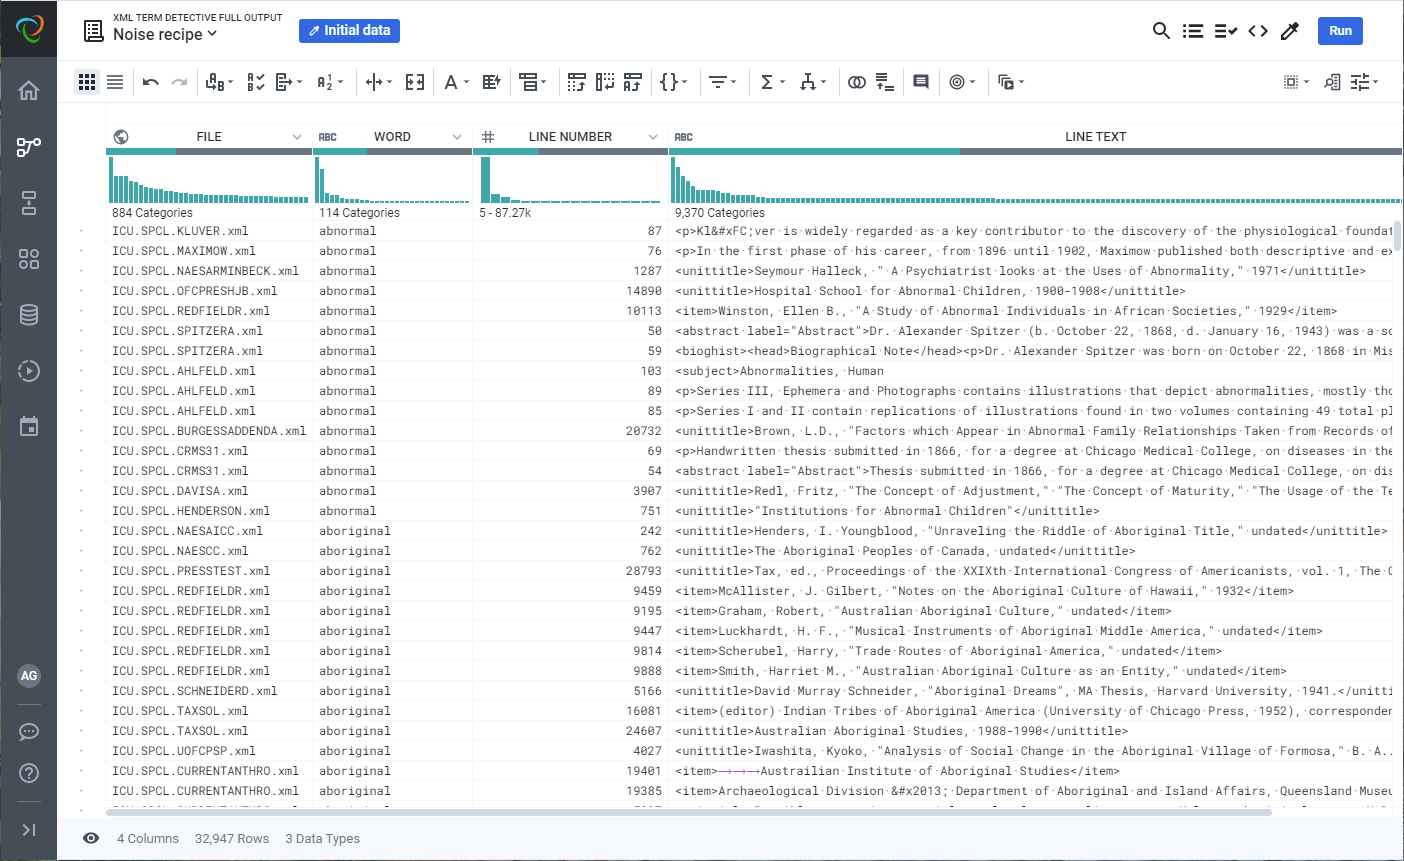 XML TERM DETECTIVE FULL OUTPUT
Noise recipe
Initial data
Run
FILE ABC WORD # LINE NUMBER ABC LINE TEXT
884 Categories 114 Categories 5 - 87.27k 9,370 Categories
ICU.SPCL.KLUVER.xml abnormal 87 <p>Kl&#xFC;ver·is·widely·regarded·as·a·key·contributor·to·the·discovery·of·the·physiological·foundat
ICU.SPCL.MAXIMOW.xml abnormal 76 <p>In·the·first·phase·of·his·career,·from·1896·until·1902,·Maximow·published·both·descriptive·and·ex
ICU.SPCL.NAESARMINBECK.xml abnormal 1287 <unittitle>Seymour·Halleck,·"·A·Psychiatrist·looks·at·the·Uses·of·Abnormality,"·1971</unittitle>
ICU.SPCL.OFCPRESHJB.xml abnormal 14890 <unittitle>Hospital·School·for·Abnormal·Children,·1900-1908</unittitle>
ICU.SPCL.REDFIELDR.xml abnormal 10113 <item>Winston,·Ellen·B.,·"A·Study·of·Abnormal·Individuals·in·African·Societies,"·1929</item>
ICU.SPCL.SPITZERA.xml abnormal 50 <abstract·label="Abstract">Dr.·Alexander·Spitzer·(b.·October·22,·1868,·d.·January·16,·1943)·was·a·sc
ICU.SPCL.SPITZERA.xml abnormal 59 <bioghist><head>Biographical·Note</head><p>Dr.·Alexander·Spitzer·was·born·on·October·22,·1868·in·Mis
ICU.SPCL.AHLFELD.xml abnormal 103 <subject>Abnormalities,·Human
ICU.SPCL.AHLFELD.xml abnormal 89 <p>Series·III,·Ephemera·and·Photographs·contains·illustrations·that·depict·abnormalities,·mostly·tho
ICU.SPCL.AHLFELD.xml abnormal 85 <p>Series·I·and·II·contain·replications·of·illustrations·found·in·two·volumes·containing·49·total·pl
ICU.SPCL.BURGESSADDENDA.xml abnormal 20732 <unittitle>Brown,·L.D.,·"Factors·which·Appear·in·Abnormal·Family·Relationships·Taken·from·Records·of
ICU.SPCL.CRMS31.xml abnormal 69 <p>Handwritten·thesis·submitted·in·1866,·for·a·degree·at·Chicago·Medical·College,·on·diseases·in·the
ICU.SPCL.CRMS31.xml abnormal 54 <abstract·label="Abstract">Thesis·submitted·in·1866,·for·a·degree·at·Chicago·Medical·College,·on·dis
ICU.SPCL.DAVISA.xml abnormal 3907 <unittitle>Redl,·Fritz,·"The·Concept·of·Adjustment,"·"The·Concept·of·Maturity,"·"The·Usage·of·the·Te
ICU.SPCL.HENDERSON.xml abnormal 751 <unittitle>"Institutions·for·Abnormal·Children"</unittitle>
ICU.SPCL.NAESAICC.xml aboriginal 242 <unittitle>Henders,·I.·Youngblood,·"Unraveling·the·Riddle·of·Aboriginal·Title,"·undated</unittitle>
ICU.SPCL.NAESCC.xml aboriginal 762 <unittitle>The·Aboriginal·Peoples·of·Canada,·undated</unittitle>
ICU.SPCL.PRESSTEST.xml aboriginal 28793 <unittitle>Tax,·ed.,·Proceedings·of·the·XXIXth·International·Congress·of·Americanists,·vol.·1,·The·C
ICU.SPCL.REDFIELDR.xml aboriginal 9459 <item>McAllister,·J.·Gilbert,·"Notes·on·the·Aboriginal·Culture·of·Hawaii,"·1932</item>
ICU.SPCL.REDFIELDR.xml aboriginal 9195 <item>Graham,·Robert,·"Australian·Aboriginal·Culture,"·undated</item>
ICU.SPCL.REDFIELDR.xml aboriginal 9447 <item>Luckhardt,·H.·F.,·"Musical·Instruments·of·Aboriginal·Middle·America,"·undated</item>
ICU.SPCL.REDFIELDR.xml aboriginal 9814 <item>Scherubel,·Harry,·"Trade·Routes·of·Aboriginal·America,"·undated</item>
ICU.SPCL.REDFIELDR.xml aboriginal 9888 <item>Smith,·Harriet·M.,·"Australian·Aboriginal·Culture·as·an·Entity,"·undated</item>
ICU.SPCL.SCHNEIDERD.xml aboriginal 5166 <unittitle>David·Murray·Schneider,·"Aboriginal·Dreams",·MA·Thesis,·Harvard·University,·1941.</unitti
ICU.SPCL.TAXSOL.xml aboriginal 16081 <item>(editor)·Indian·Tribes·of·Aboriginal·America·(University·of·Chicago·Press,·1952),·corresponden
ICU.SPCL.TAXSOL.xml aboriginal 24607 <unittitle>Australian·Aboriginal·Studies,·1988-1990</unittitle>
ICU.SPCL.UOFCPSP.xml aboriginal 4027 <unittitle>Iwashita,·Kyoko,·"Analysis·of·Social·Change·in·the·Aboriginal·Village·of·Formosa,"·B.·A..
ICU.SPCL.CURRENTANTHRO.xml aboriginal 19401 <item>→→→Austrailian·Institute·of·Aboriginal·Studies</item>
ICU.SPCL.CURRENTANTHRO.xml aboriginal 19385 <item>Archaeological·Division·&#x2013;·Department·of·Aboriginal·and·Island·Affairs,·Queensland·Museu
AG
4 Columns 32,947 Rows 3 Data Types